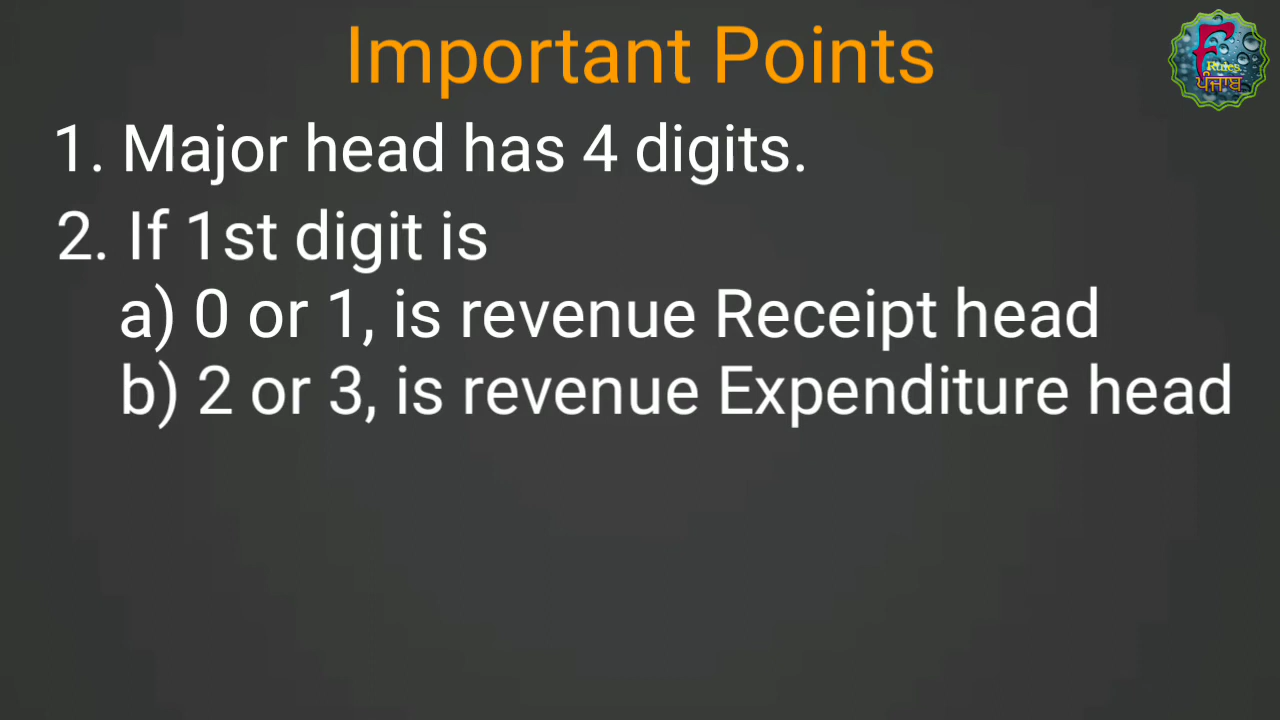 Important Points
F
Rules
ਪੰਜਾਬ
1. Major head has 4 digits.
2. If 1st digit is
a) 0 or 1, is revenue Receipt head
b) 2 or 3, is revenue Expenditure head